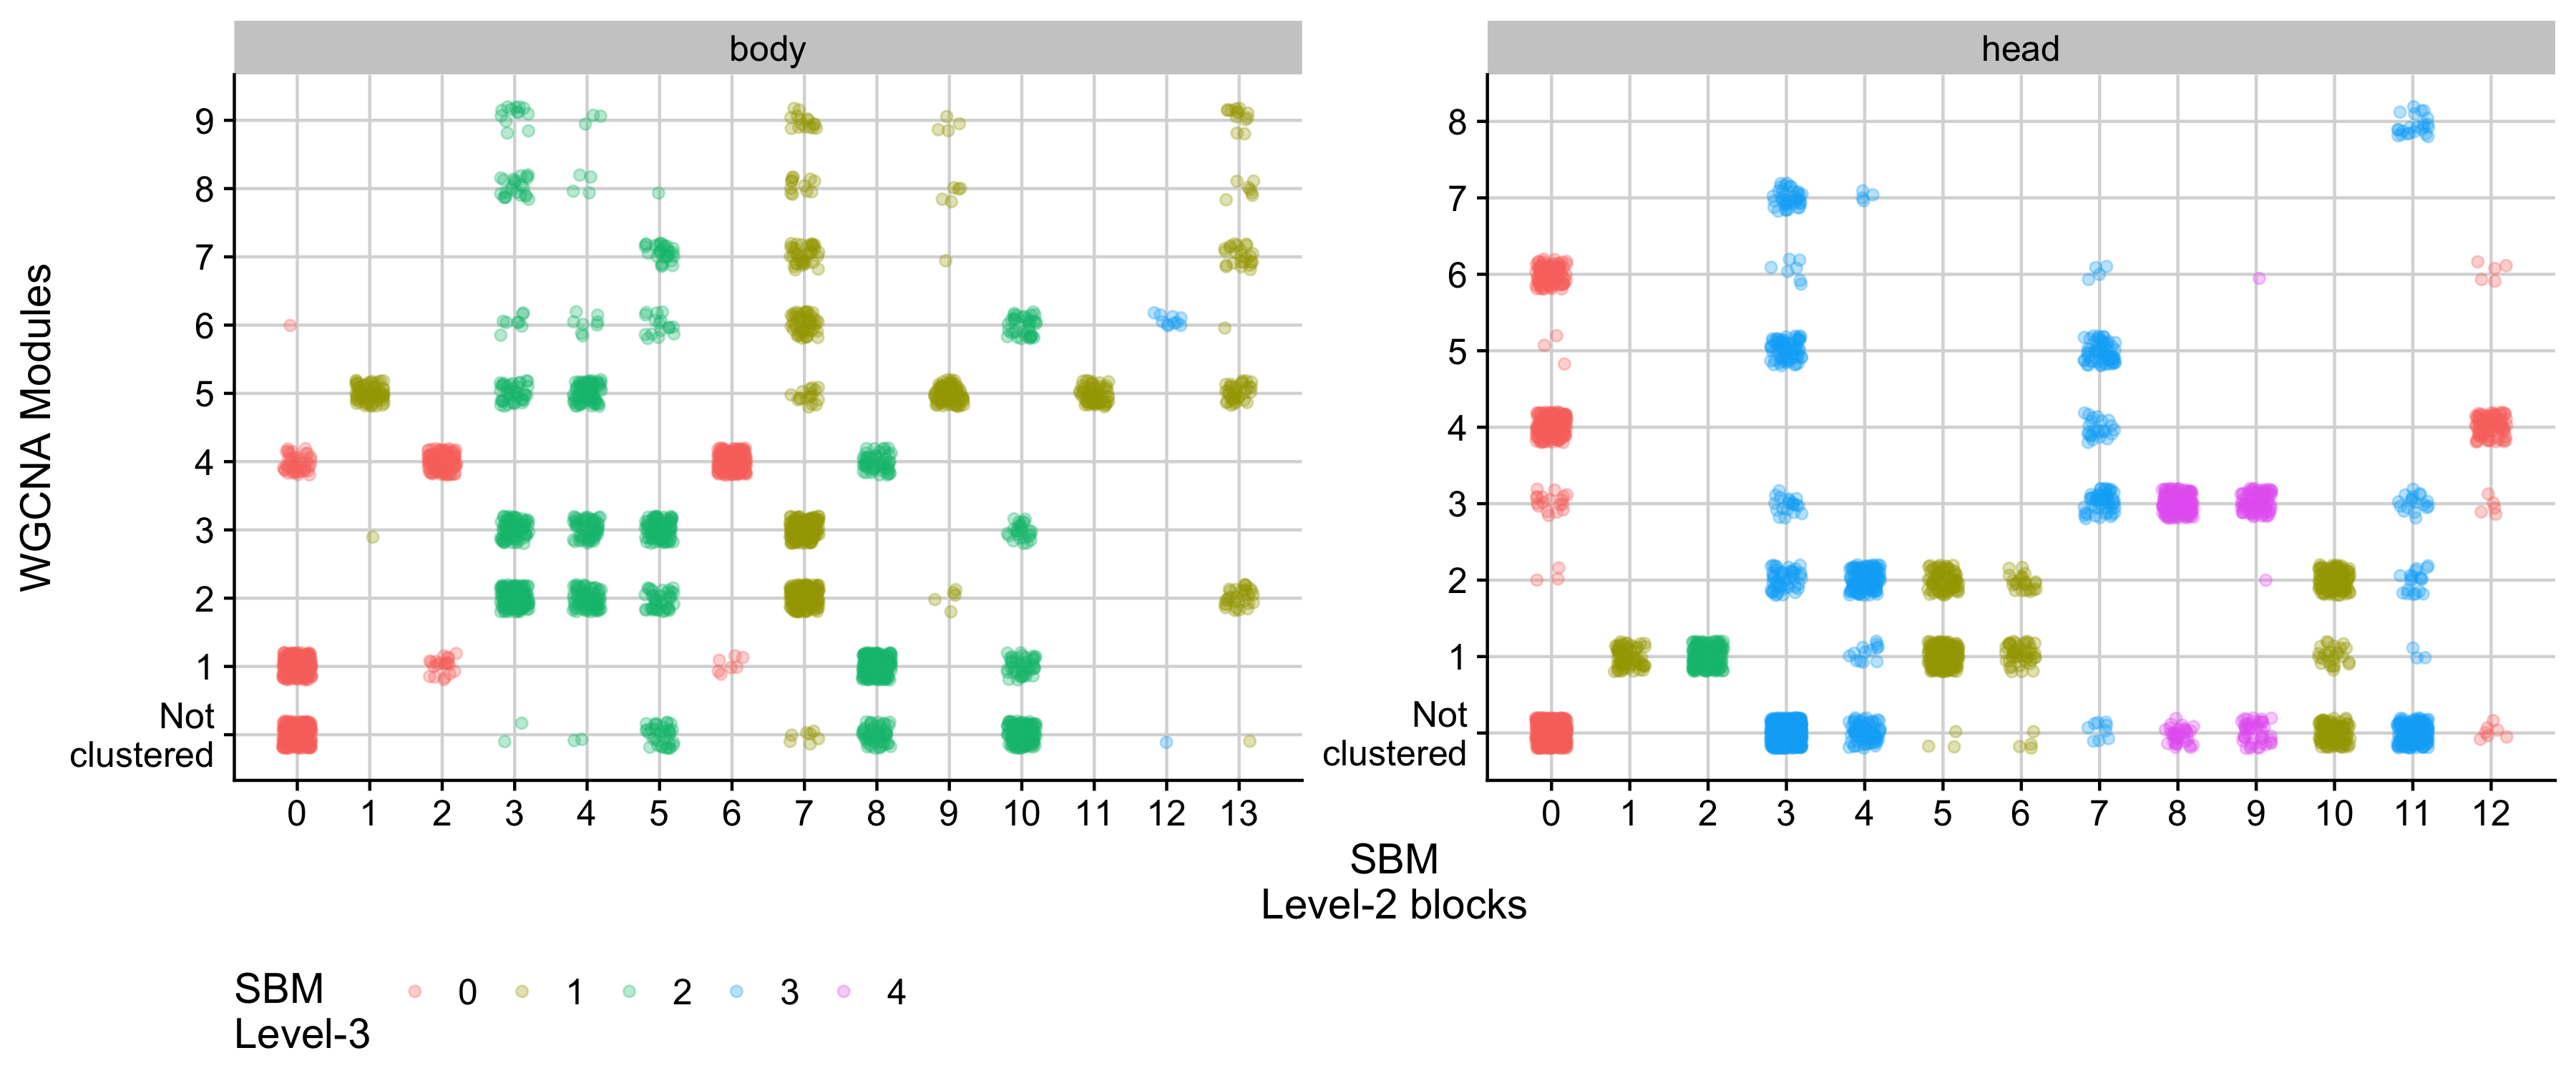 body
head
WGCNA Modules
9
8
7
6
5
4
3
2
1
Not
clustered
0 1 2 3 4 5 6 7 8 9 10 11 12 13
8
7
6
5
4
3
2
1
Not
clustered
0 1 2 3 4 5 6 7 8 9 10 11 12
SBM
Level-2 blocks
SBM
Level-3
0 1 2 3 4